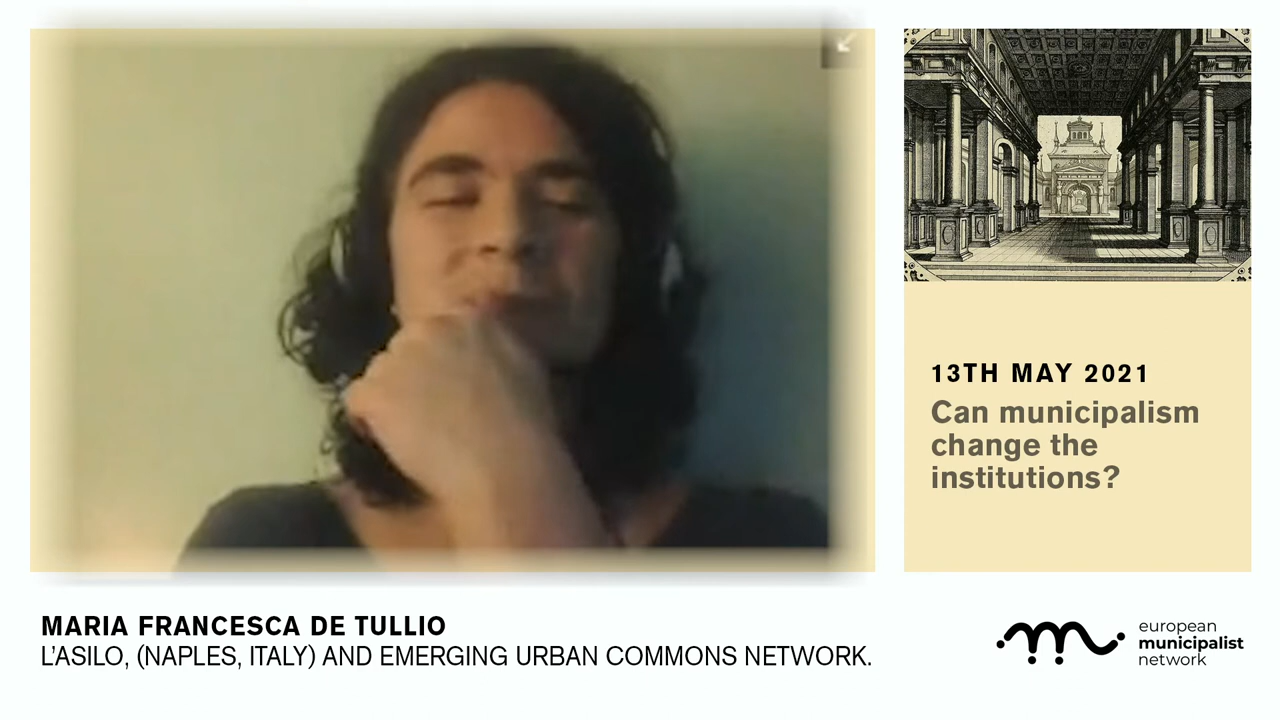 13TH MAY 2021
Can municipalism
change the
institutions?
MARIA FRANCESCA DE TULLIO
L'ASILO, (NAPLES, ITALY) AND EMERGING URBAN COMMONS NETWORK.
european
municipalist
network